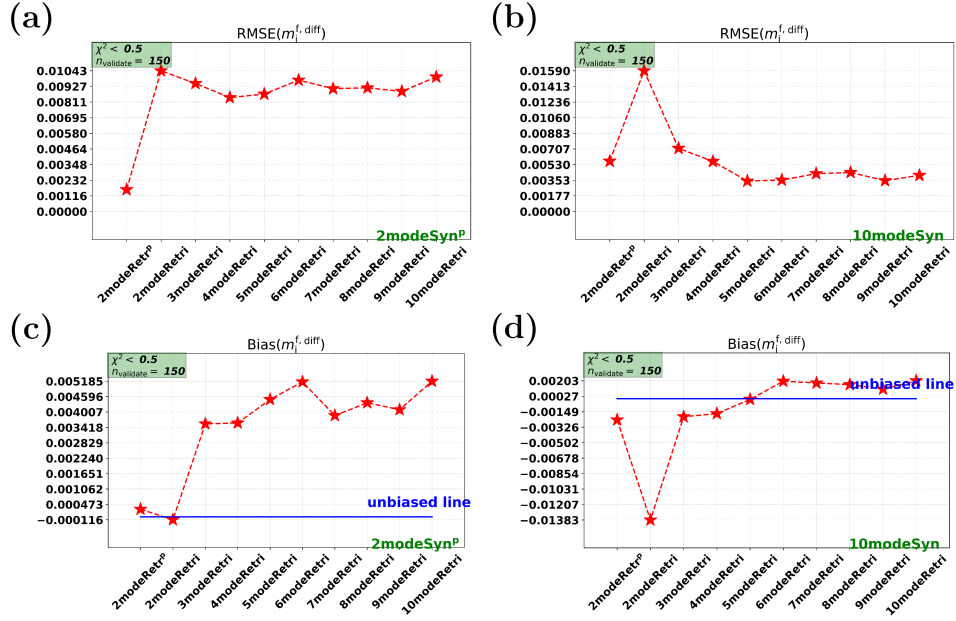 (a)
RMSE(m_i^{f, diff})
χ² < 0.5
n_validate = 150
0.01043
0.00927
0.00811
0.00695
0.00580
0.00464
0.00348
0.00232
0.00116
0.00000
2modeSyn^p
2modeRetr^p
2modeRetri
3modeRetri
4modeRetri
5modeRetri
6modeRetri
7modeRetri
8modeRetri
9modeRetri
10modeRetri
(b)
RMSE(m_i^{f, diff})
χ² < 0.5
n_validate = 150
0.01590
0.01413
0.01236
0.01060
0.00883
0.00707
0.00530
0.00353
0.00177
0.00000
10modeSyn
2modeRetr^p
2modeRetri
3modeRetri
4modeRetri
5modeRetri
6modeRetri
7modeRetri
8modeRetri
9modeRetri
10modeRetri
(c)
Bias(m_i^{f, diff})
χ² < 0.5
n_validate = 150
0.005185
0.004596
0.004007
0.003418
0.002829
0.002240
0.001651
0.001062
0.000473
−0.000116
unbiased line
2modeSyn^p
2modeRetr^p
2modeRetri
3modeRetri
4modeRetri
5modeRetri
6modeRetri
7modeRetri
8modeRetri
9modeRetri
10modeRetri
(d)
Bias(m_i^{f, diff})
χ² < 0.5
n_validate = 150
0.00203
0.00027
−0.00149
−0.00326
−0.00502
−0.00678
−0.00854
−0.01031
−0.01207
−0.01383
unbiased line
10modeSyn
2modeRetr^p
2modeRetri
3modeRetri
4modeRetri
5modeRetri
6modeRetri
7modeRetri
8modeRetri
9modeRetri
10modeRetri